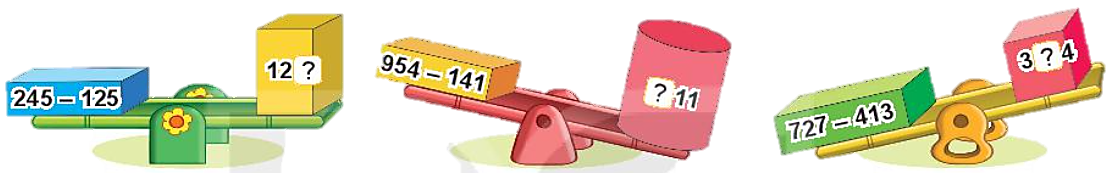 245 – 125
12 ?
954 – 141
? 11
727 – 413
3 ? 4